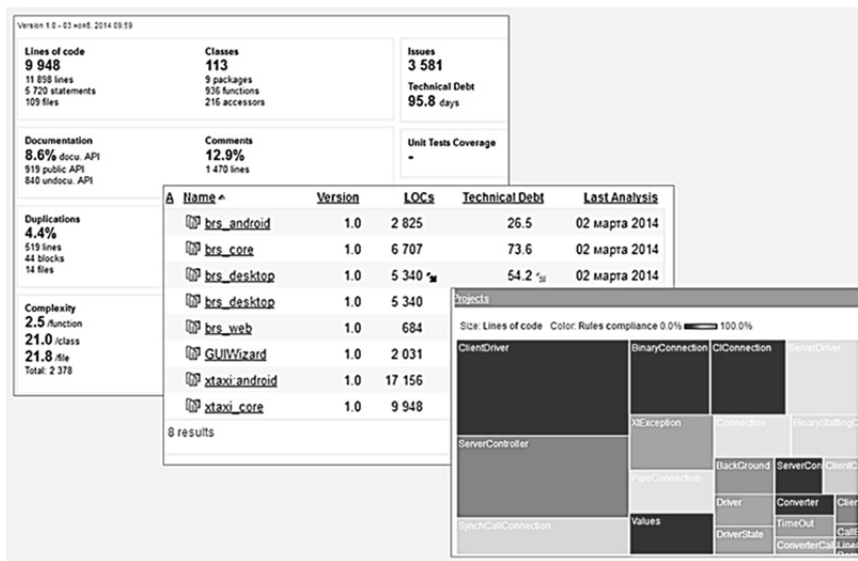 Version 1.0 - 03 нояб. 2014 09:59
Lines of code
9 948
11 898 lines
5 720 statements
109 files
Classes
113
9 packages
936 functions
216 accessors
Issues
3 581
Technical Debt
95.8 days
Documentation
8.6% docu. API
919 public API
840 undocu. API
Comments
12.9%
1 470 lines
Unit Tests Coverage
-
Duplications
4.4%
519 lines
44 blocks
14 files
Complexity
2.5 /function
21.0 /class
21.8 /file
Total: 2 378
A Name Version LOCs Technical Debt Last Analysis
brs_android 1.0 2 825 26.5 02 марта 2014
brs_core 1.0 6 707 73.6 02 марта 2014
brs_desktop 1.0 5 340 54.2 02 марта 2014
brs_desktop 1.0 5 340
brs_web 1.0 684
GUIWizard 1.0 2 031
xtaxi:android 1.0 17 156
xtaxi_core 1.0 9 948
8 results
Projects
Size: Lines of code Color: Rules compliance 0.0% 100.0%
ClientDriver
BinaryConnection
CIConnection
ServerDriver
XtException
Connection
BinaryStaffingC
ServerController
BackGround
ServerCon
ClientC
PipeConnection
Driver
Converter
Clien
SynchCallConnection
Values
TimeOut
CallE
DriverState
ConverterCal
Lines